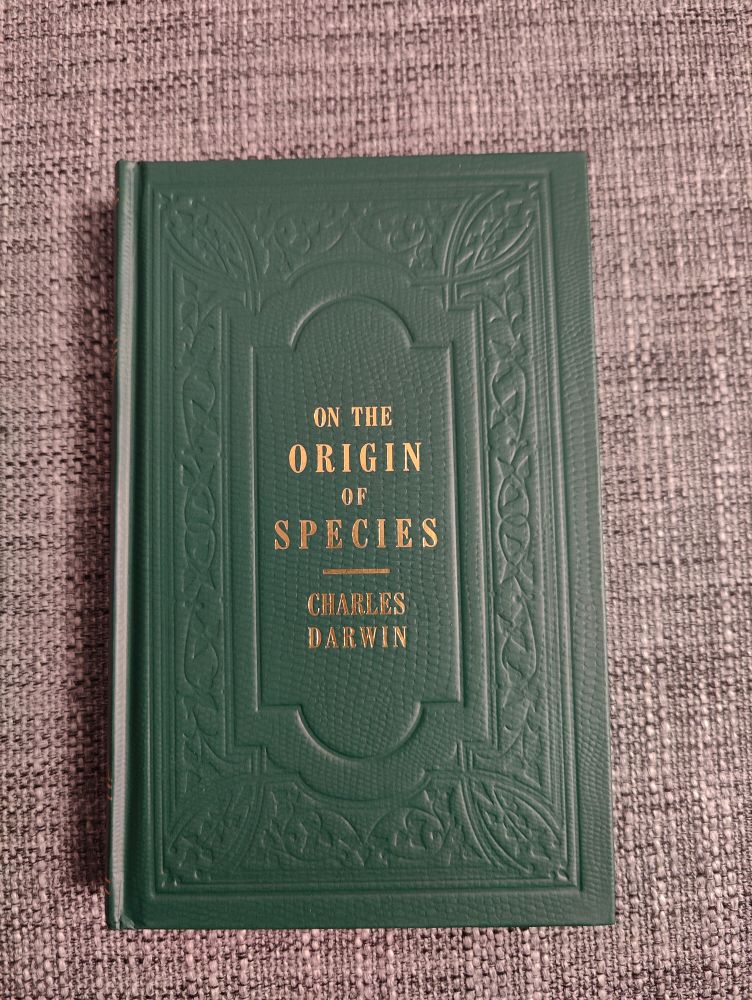 ON THE
ORIGIN
OF
SPECIES
CHARLES
DARWIN